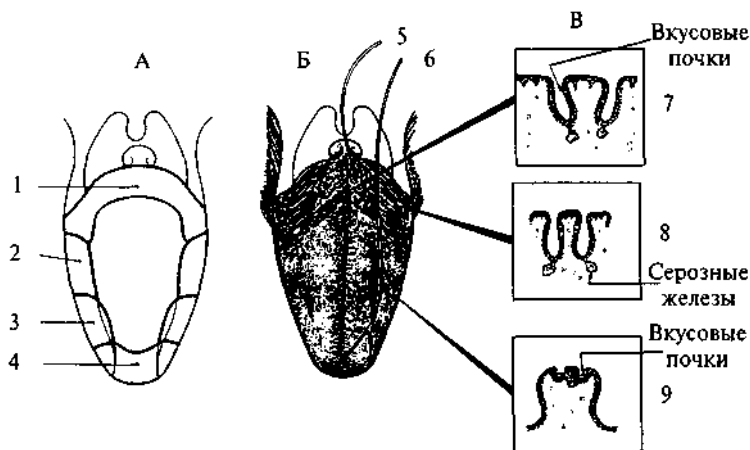 А
Б
5
6
В
Вкусовые
почки
7
1
2
3
4
8
Серозные
железы
Вкусовые
почки
9